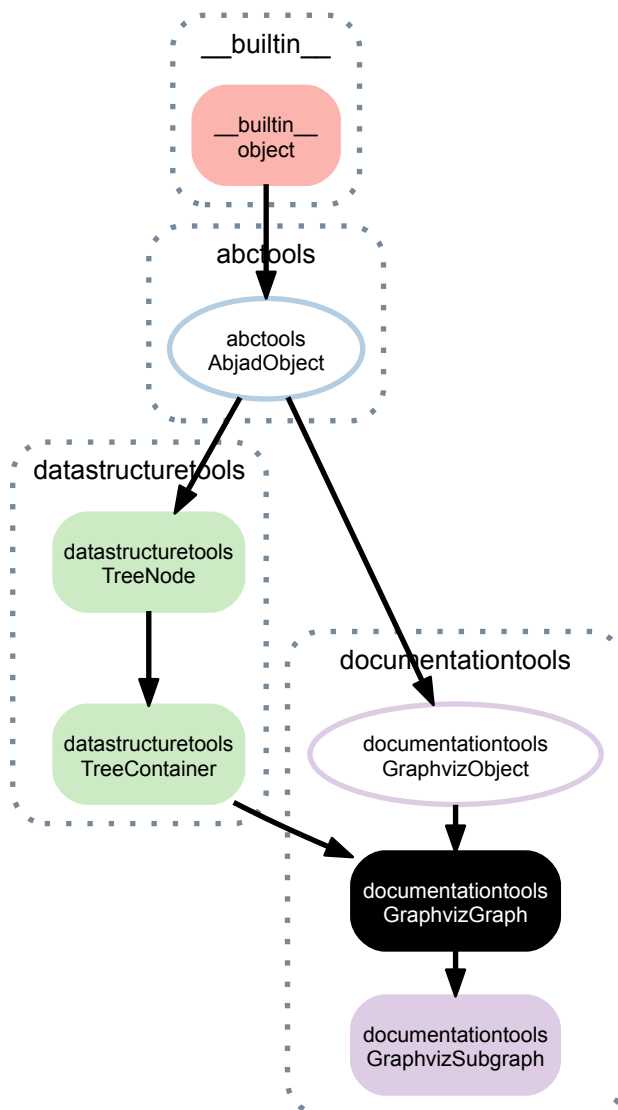 __builtin__
__builtin__
object
abctools
abctools
AbjadObject
datastructuretools
datastructuretools
TreeNode
documentationtools
datastructuretools
TreeContainer
documentationtools
GraphvizObject
documentationtools
GraphvizGraph
documentationtools
GraphvizSubgraph